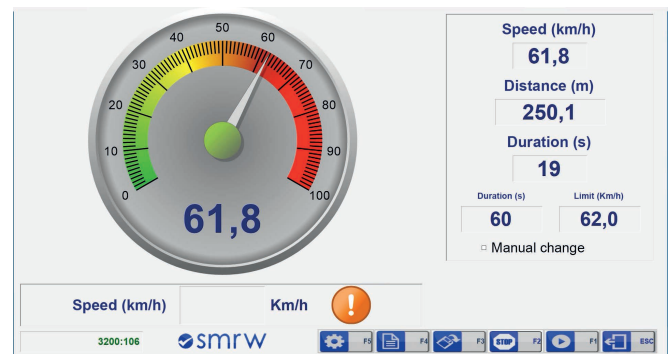 50
40
60
30
70
20
80
10
90
0
100
61,8
Speed (km/h)
61,8
Distance (m)
250,1
Duration (s)
19
Duration (s) Limit (Km/h)
60 62,0
Manual change
Speed (km/h) Km/h !
3200:106 smrw F5 F4 F3 STOP F2 F1 ESC